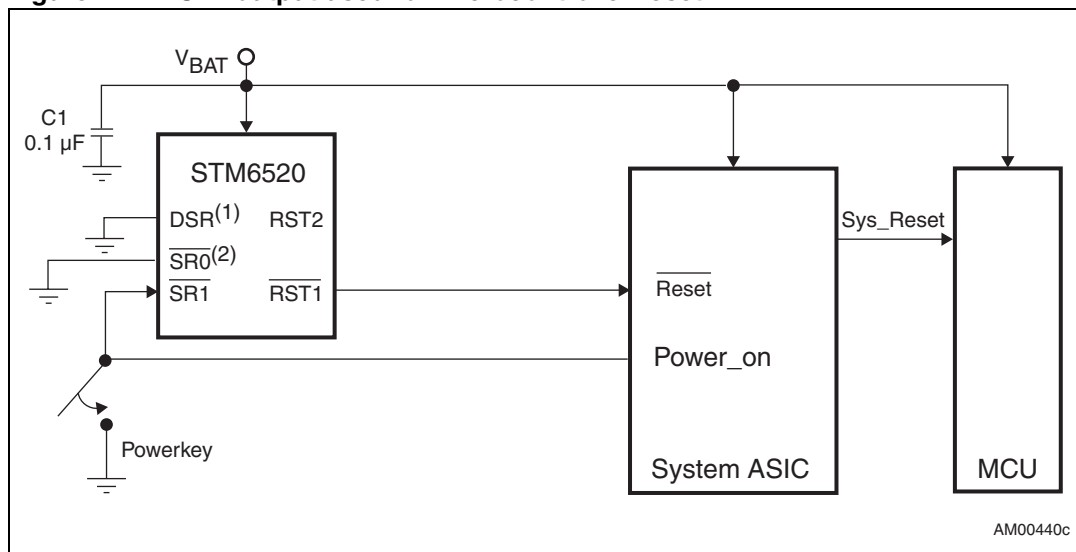 V_BAT
C1
0.1 µF
STM6520
DSR(1) RST2
SR0(2)
SR1 RST1
Powerkey
Reset
Power_on
System ASIC
Sys_Reset
MCU
AM00440c